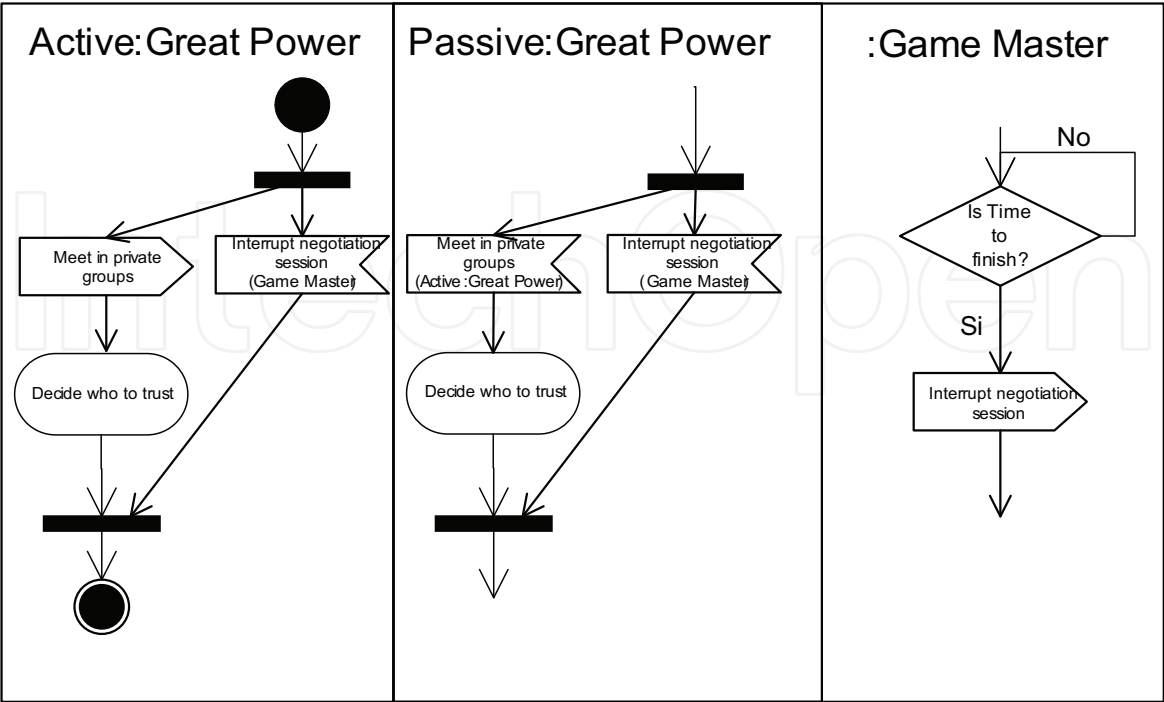 Active:Great Power
Meet in private
groups
Interrupt negotiation
session
(Game Master)
Decide who to trust
Passive:Great Power
Meet in private
groups
(Active:Great Power)
Interrupt negotiation
session
(Game Master)
Decide who to trust
:Game Master
No
Is Time
to
finish?
Si
Interrupt negotiation
session
IntechOpen